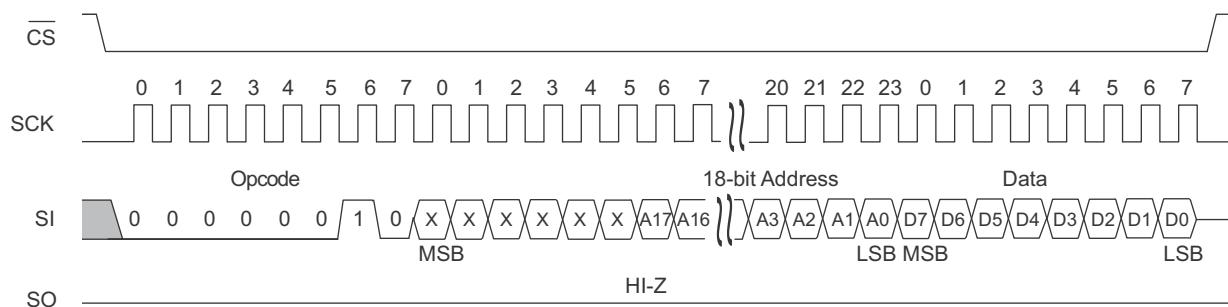 CS
0 1 2 3 4 5 6 7 0 1 2 3 4 5 6 7 20 21 22 23 0 1 2 3 4 5 6 7
SCK
Opcode 18-bit Address Data
SI 0 0 0 0 0 0 1 0 X X X X X X A17 A16 A3 A2 A1 A0 D7 D6 D5 D4 D3 D2 D1 D0
MSB LSB MSB LSB
HI-Z
SO